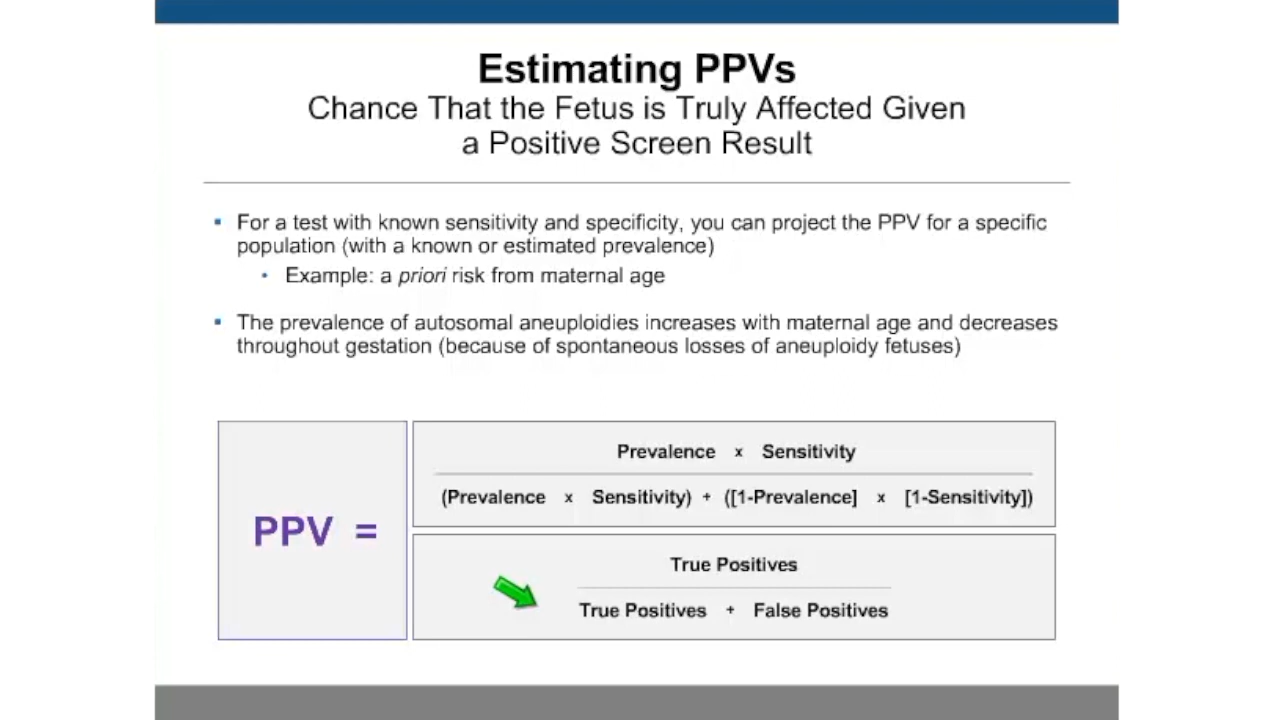 Estimating PPVs
Chance That the Fetus is Truly Affected Given
a Positive Screen Result
▪ For a test with known sensitivity and specificity, you can project the PPV for a specific
population (with a known or estimated prevalence)
• Example: a priori risk from maternal age
▪ The prevalence of autosomal aneuploidies increases with maternal age and decreases
throughout gestation (because of spontaneous losses of aneuploidy fetuses)
PPV =
Prevalence x Sensitivity
(Prevalence x Sensitivity) + ([1-Prevalence] x [1-Sensitivity])
True Positives
True Positives + False Positives